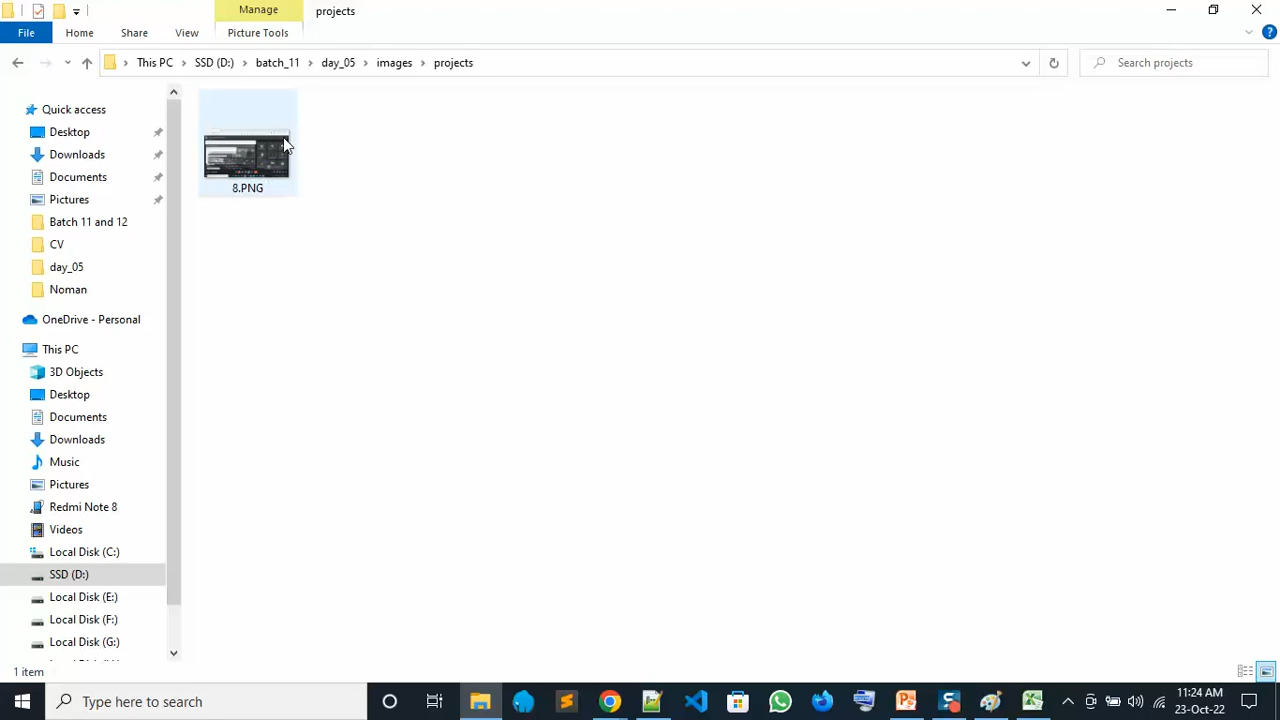 Manage
projects
File
Home
Share
View
Picture Tools
This PC
SSD (D:)
batch_11
day_05
images
projects
Search projects
Quick access
Desktop
Downloads
Documents
Pictures
Batch 11 and 12
CV
day_05
Noman
OneDrive - Personal
This PC
3D Objects
Desktop
Documents
Downloads
Music
Pictures
Redmi Note 8
Videos
Local Disk (C:)
SSD (D:)
Local Disk (E:)
Local Disk (F:)
Local Disk (G:)
8.PNG
1 item
Type here to search
11:24 AM
23-Oct-22